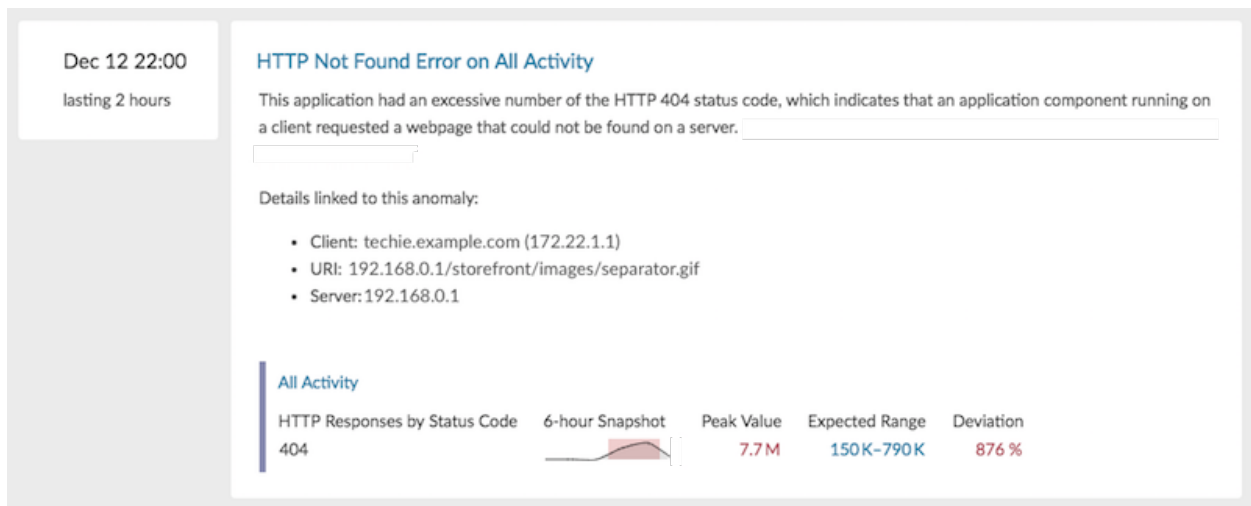 Dec 12 22:00
lasting 2 hours
HTTP Not Found Error on All Activity
This application had an excessive number of the HTTP 404 status code, which indicates that an application component running on
a client requested a webpage that could not be found on a server.
Details linked to this anomaly:
• Client: techie.example.com (172.22.1.1)
• URI: 192.168.0.1/storefront/images/separator.gif
• Server:192.168.0.1
All Activity
HTTP Responses by Status Code 6-hour Snapshot Peak Value Expected Range Deviation
404 7.7 M 150 K–790 K 876 %